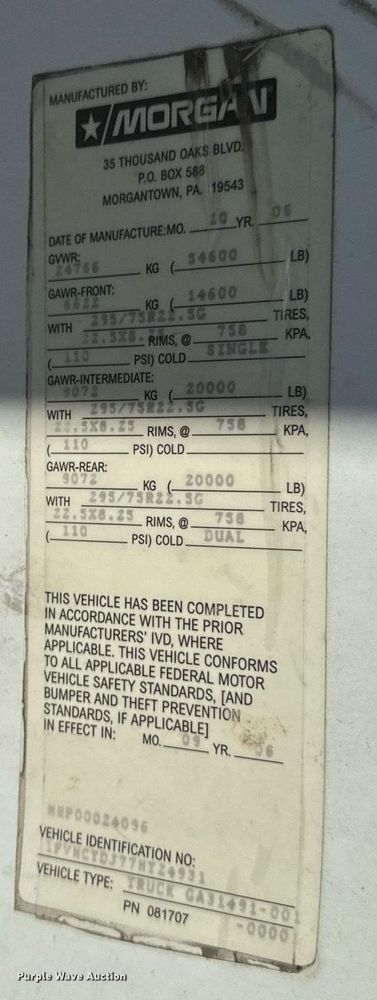 MANUFACTURED BY:
MORGAN
35 THOUSAND OAKS BLVD.
P.O. BOX 588
MORGANTOWN, PA. 19543
DATE OF MANUFACTURE:MO. 10 YR. 06
GVWR:
24766 KG ( 54600 LB)
GAWR-FRONT:
6622 KG ( 14600 LB)
WITH 295/75R22.5G TIRES,
22.5X8.25 RIMS, @ 758 KPA,
( 110 PSI) COLD SINGLE
GAWR-INTERMEDIATE:
9072 KG ( 20000 LB)
WITH 295/75R22.5G TIRES,
22.5X8.25 RIMS, @ 758 KPA,
( 110 PSI) COLD
GAWR-REAR:
9072 KG ( 20000 LB)
WITH 295/75R22.5G TIRES,
22.5X8.25 RIMS, @ 758 KPA,
( 110 PSI) COLD DUAL
THIS VEHICLE HAS BEEN COMPLETED
IN ACCORDANCE WITH THE PRIOR
MANUFACTURERS' IVD, WHERE
APPLICABLE. THIS VEHICLE CONFORMS
TO ALL APPLICABLE FEDERAL MOTOR
VEHICLE SAFETY STANDARDS, [AND
BUMPER AND THEFT PREVENTION
STANDARDS, IF APPLICABLE]
IN EFFECT IN: MO. 09 YR. 06
VEHICLE IDENTIFICATION NO:
VEHICLE TYPE: TRUCK GA31491-001
-0000
PN 081707
Purple Wave Auction